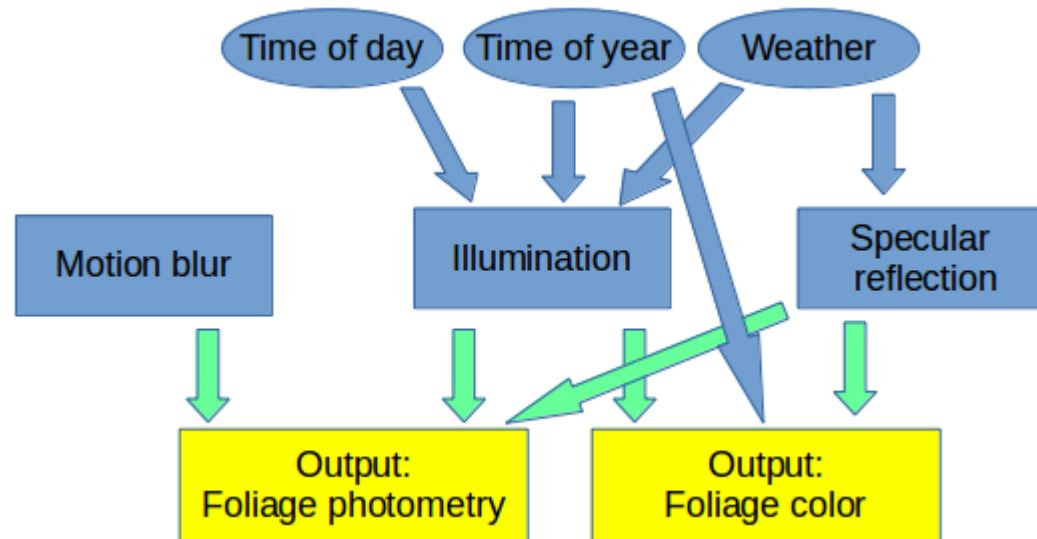 Time of day
Time of year
Weather
Motion blur
Illumination
Specular
reflection
Output:
Foliage photometry
Output:
Foliage color